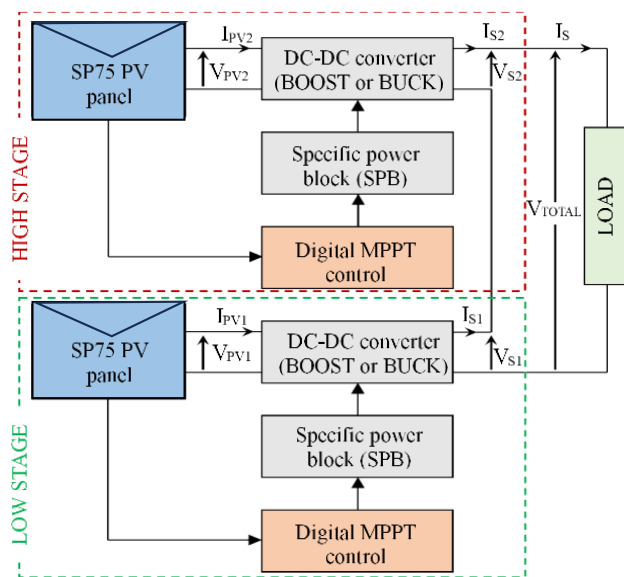 HIGH STAGE
SP75 PV
panel
I_PV2
V_PV2
DC-DC converter
(BOOST or BUCK)
I_S2
V_S2
I_S
V_TOTAL
LOAD
Specific power
block (SPB)
Digital MPPT
control
LOW STAGE
SP75 PV
panel
I_PV1
V_PV1
DC-DC converter
(BOOST or BUCK)
I_S1
V_S1
Specific power
block (SPB)
Digital MPPT
control